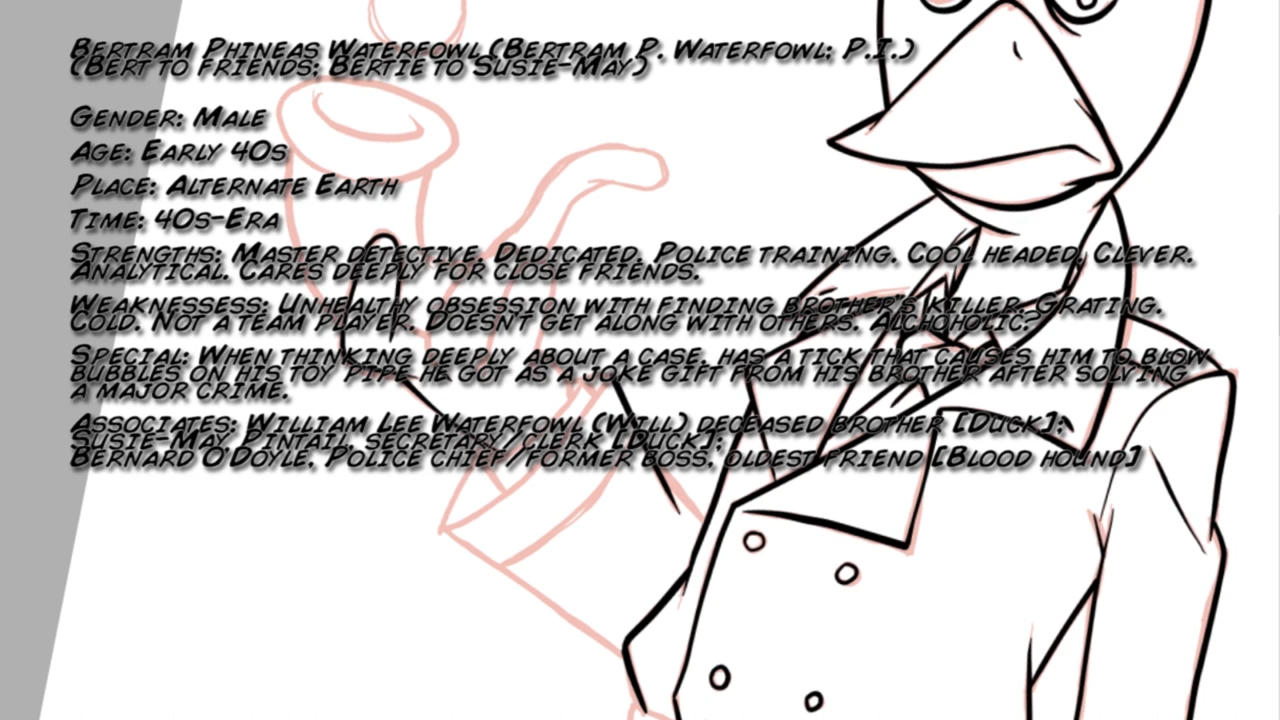 Bertram Phineas Waterfowl (Bertram P. Waterfowl; P.I.)
(Bert to friends; Bertie to Susie-May)
Gender: Male
Age: Early 40s
Place: Alternate Earth
Time: 40s-Era
Strengths: Master detective. Dedicated. Police training. Cool headed. Clever.
Analytical. Cares deeply for close friends.
Weaknessess: Unhealthy obsession with finding brother's killer. Grating.
Cold. Not a team player. Doesnt get along with others. Alchoholic?
Special: When thinking deeply about a case, has a tick that causes him to blow
bubbles on his toy pipe he got as a joke gift from his brother after solving
a major crime.
Associates: William Lee Waterfowl (Will) deceased brother [Duck];
Susie-May Pintail, secretary/clerk [Duck];
Bernard O'Doyle, Police chief/former boss, oldest friend [Blood hound]